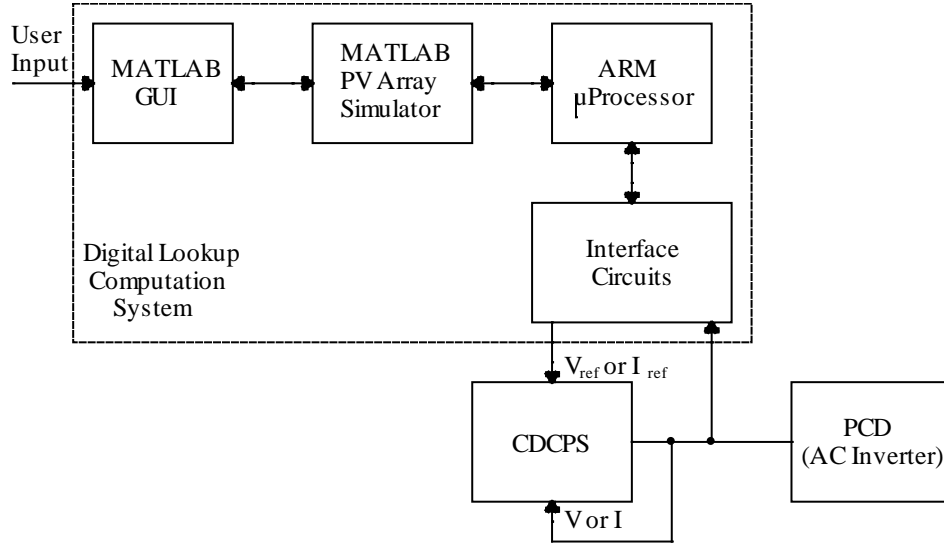 User
Input
MATLAB
GUI
MATLAB
PV Array
Simulator
ARM
µProcessor
Digital Lookup
Computation
System
Interface
Circuits
Vref or I ref
CDCPS
PCD
(AC Inverter)
V or I